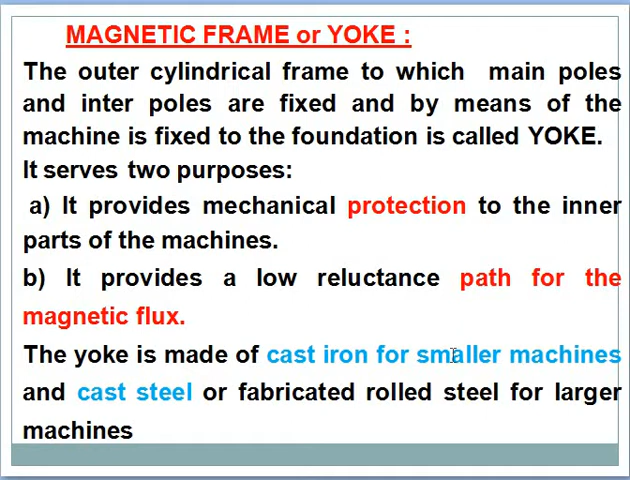 MAGNETIC FRAME or YOKE :
The outer cylindrical frame to which main poles
and inter poles are fixed and by means of the
machine is fixed to the foundation is called YOKE.
It serves two purposes:
a) It provides mechanical protection to the inner
parts of the machines.
b) It provides a low reluctance path for the
magnetic flux.
The yoke is made of cast iron for smaller machines
and cast steel or fabricated rolled steel for larger
machines